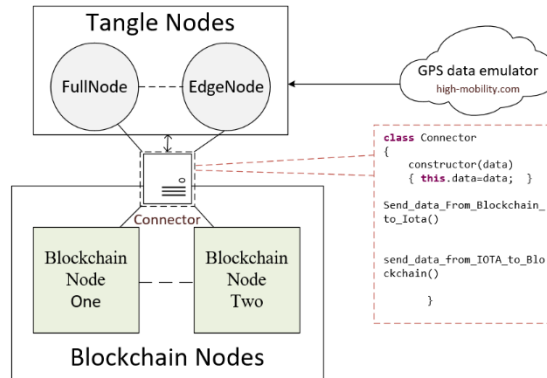 Tangle Nodes
FullNode
EdgeNode
GPS data emulator
high-mobility.com
class Connector
{
constructor(data)
{ this.data=data; }
Send_data_From_Blockchain_
to_Iota()
send_data_from_IOTA_to_Blo
ckchain()
}
Connector
Blockchain
Node
One
Blockchain
Node
Two
Blockchain Nodes